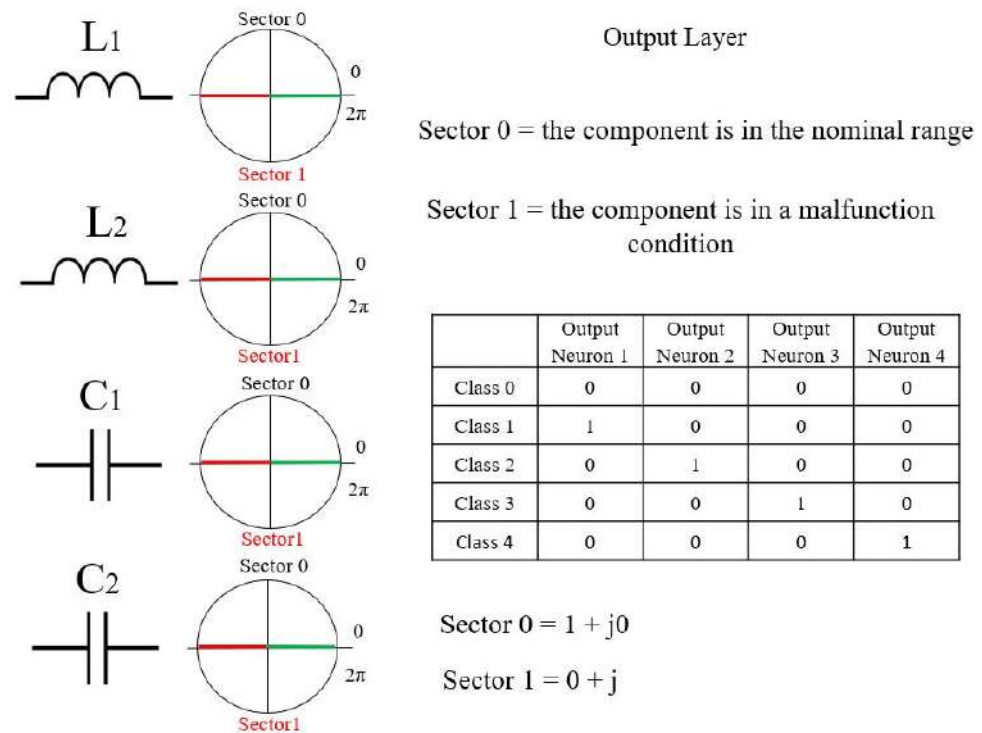 L1
Sector 0
0
2π
Sector 1
L2
Sector 0
0
2π
Sector1
C1
Sector 0
0
2π
Sector1
C2
Sector 0
0
2π
Sector1
Output Layer
Sector 0 = the component is in the nominal range
Sector 1 = the component is in a malfunction
condition
Output Output Output Output
Neuron 1 Neuron 2 Neuron 3 Neuron 4
Class 0 0 0 0 0
Class 1 1 0 0 0
Class 2 0 1 0 0
Class 3 0 0 1 0
Class 4 0 0 0 1
Sector 0 = 1 + j0
Sector 1 = 0 + j